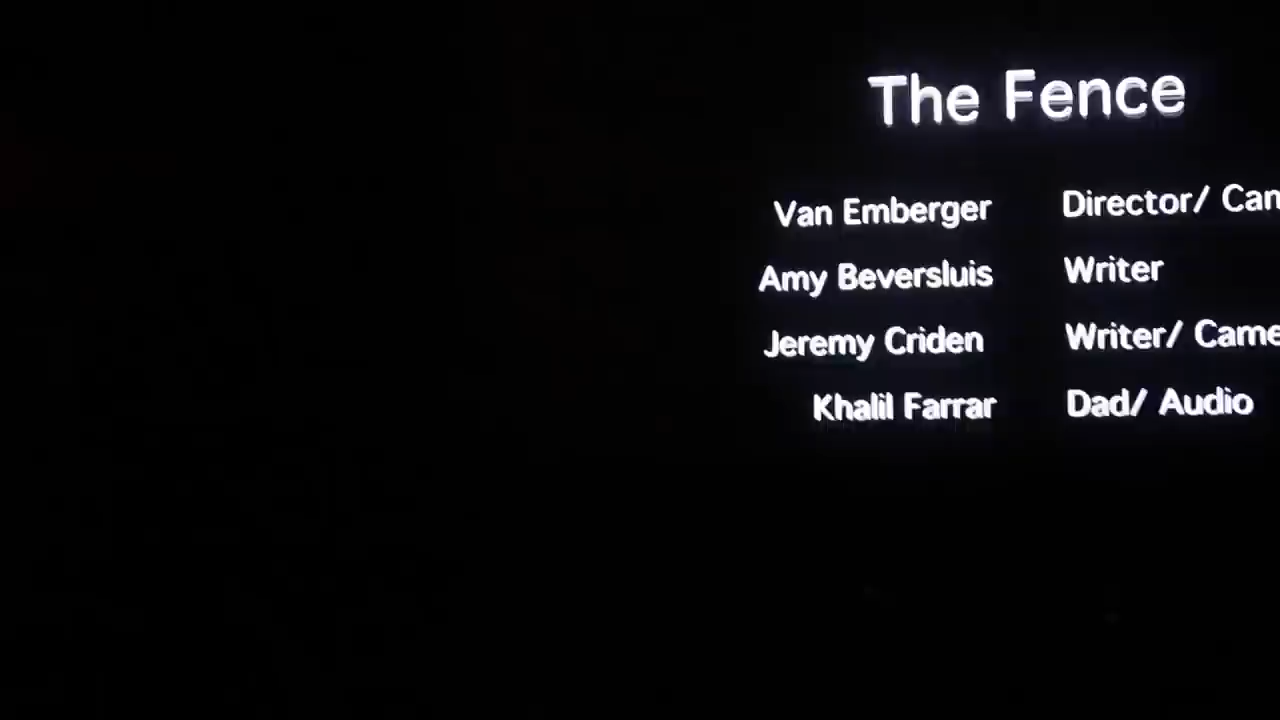 The Fence
Van Emberger Director/
Amy Beversluis Writer
Jeremy Criden Writer/
Khalil Farrar Dad/ Audio